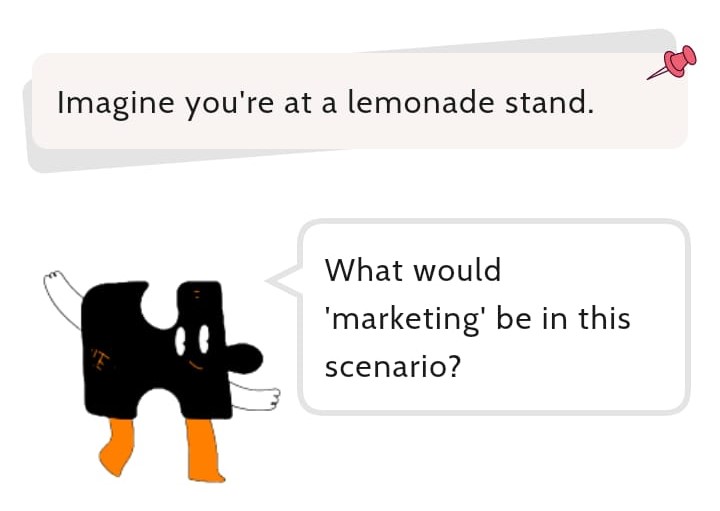 Imagine you're at a lemonade stand.
What would
'marketing' be in this
scenario?